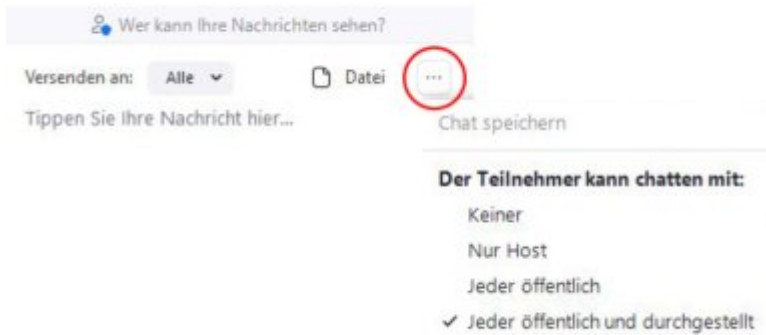 Wer kann Ihre Nachrichten sehen?
Versenden an: Alle Datei ...
Tippen Sie Ihre Nachricht hier...
Chat speichern
Der Teilnehmer kann chatten mit:
Keiner
Nur Host
Jeder öffentlich
✓ Jeder öffentlich und durchgestellt